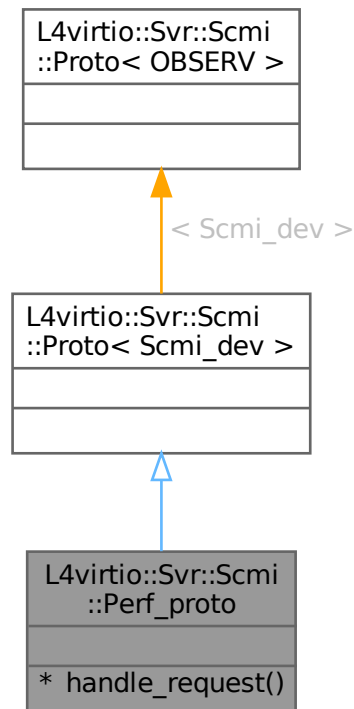 L4virtio::Svr::Scmi
::Proto< OBSERV >
< Scmi_dev >
L4virtio::Svr::Scmi
::Proto< Scmi_dev >
L4virtio::Svr::Scmi
::Perf_proto
* handle_request()